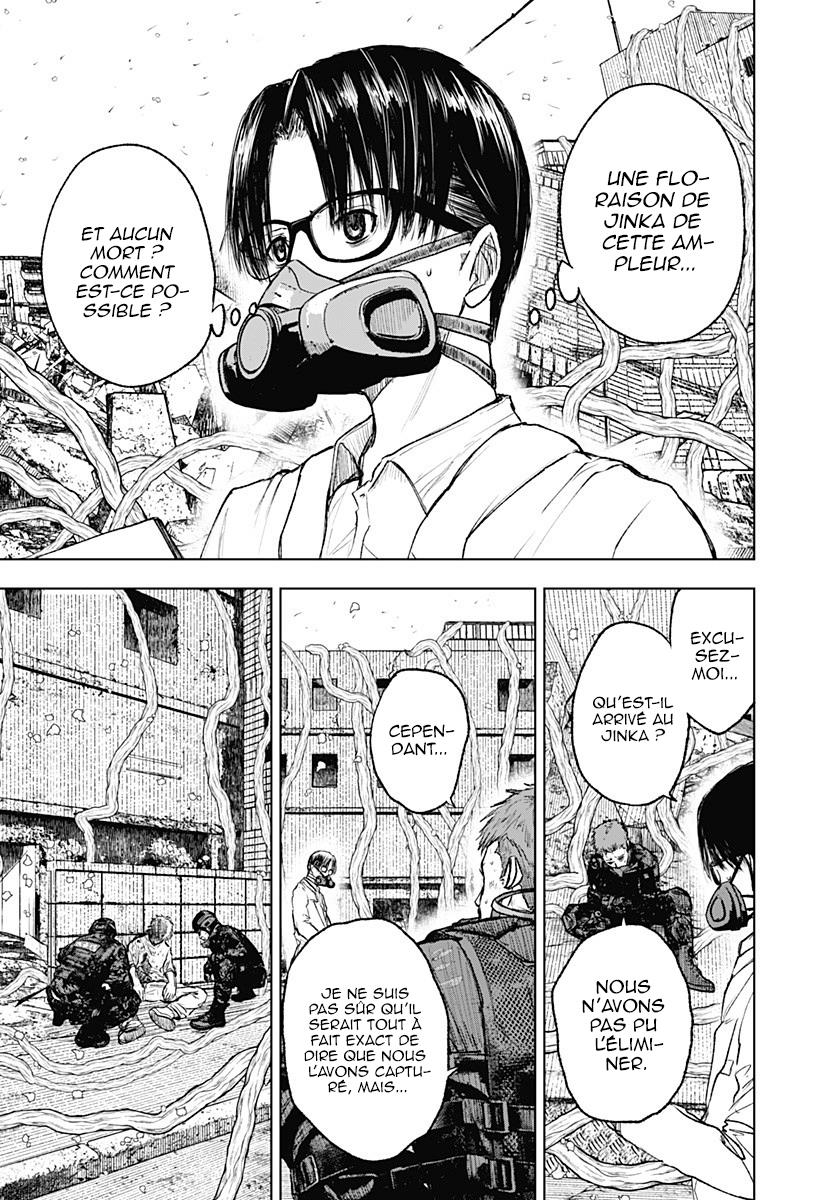 UNE FLO-
RAISON DE
JINKA DE
CETTE AM-
PLEUR...
ET AUCUN
MORT ?
COMMENT
EST-CE PO-
SSIBLE ?
EXCU-
SEZ-
MOI...
QU'EST-IL
ARRIVÉ AU
JINKA ?
NOUS
N'AVONS
PAS PU
L'ÉLIMI-
NER.
CEPEN-
DANT...
JE NE SUIS
PAS SÛR QU'IL
SERAIT TOUT À
FAIT EXACT DE
DIRE QUE NOUS
L'AVONS CAPTU-
RÉ, MAIS...